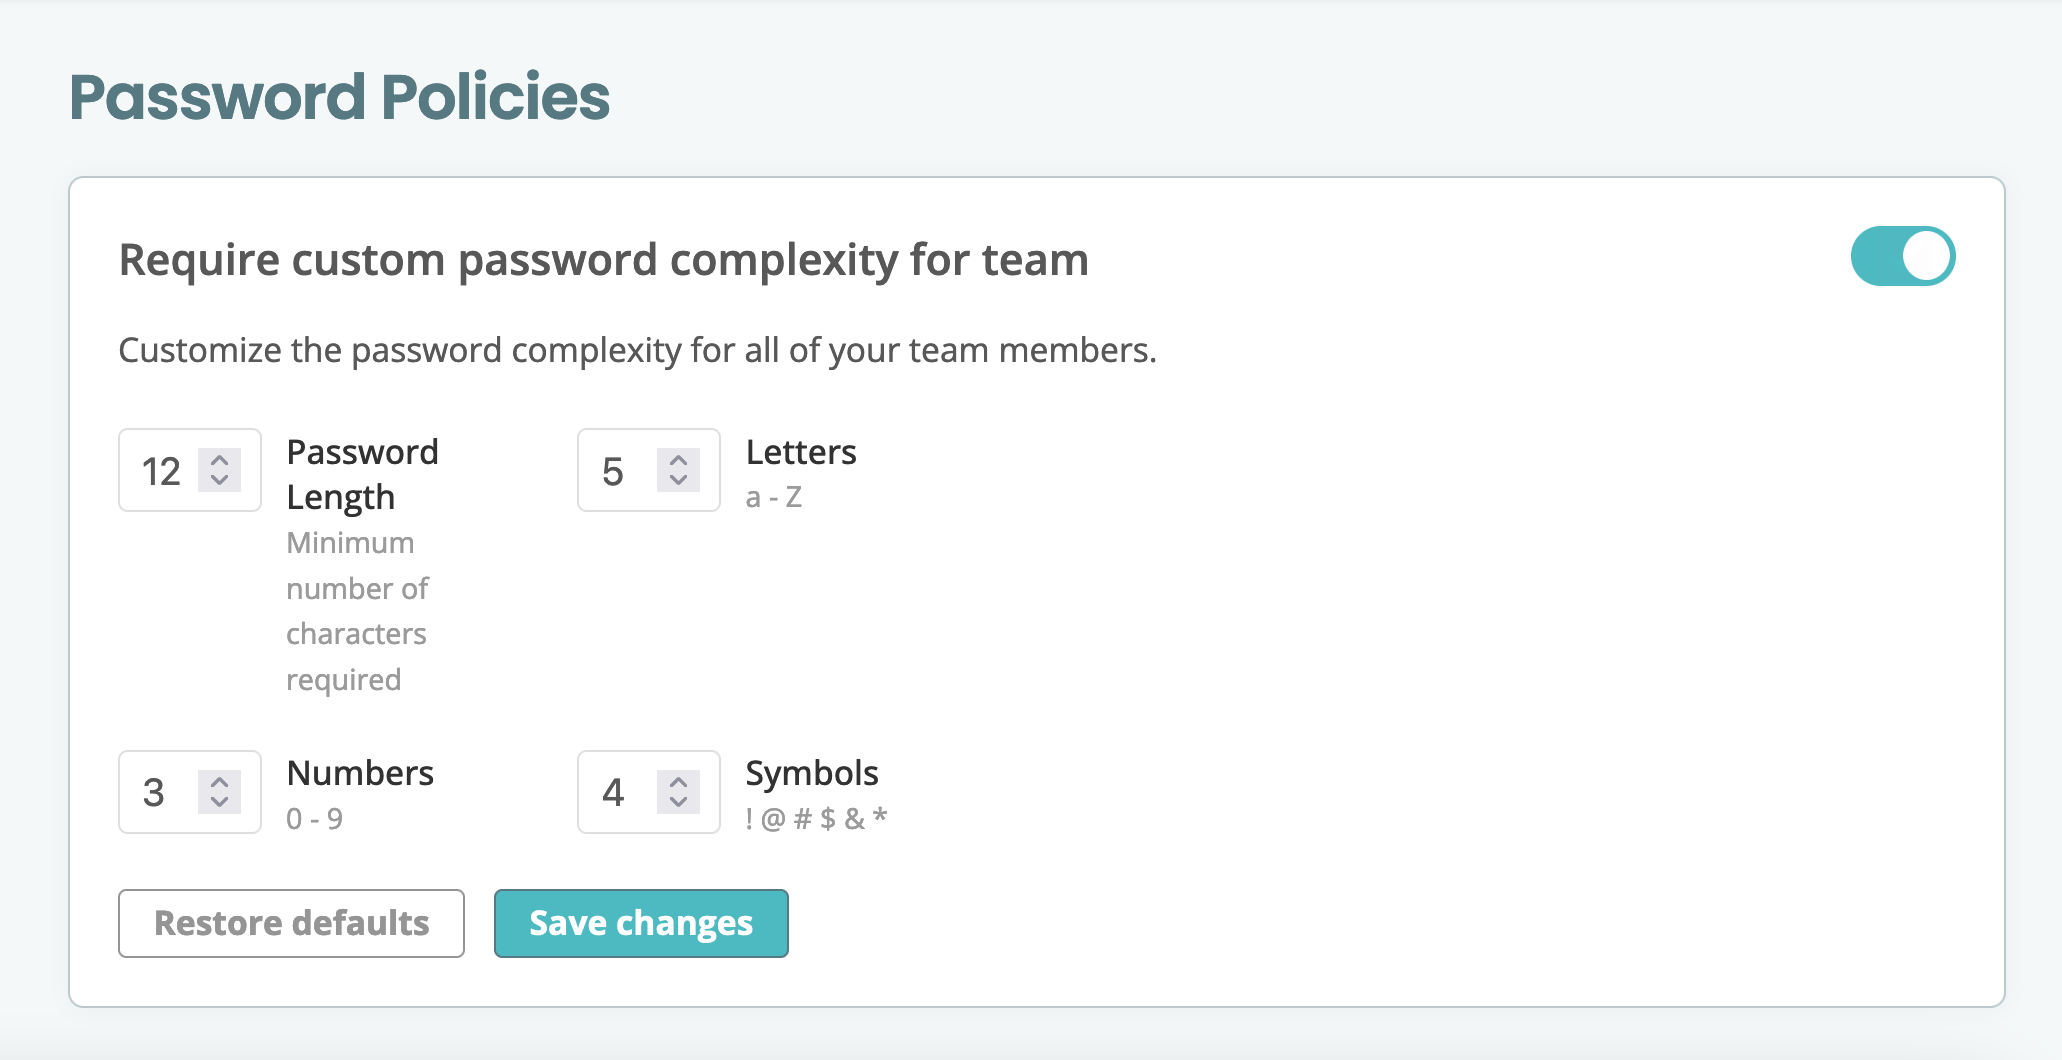 Password Policies
Require custom password complexity for team
Customize the password complexity for all of your team members.
12
Password
Length
Minimum
number of
characters
required
5
Letters
a - Z
3
Numbers
0 - 9
4
Symbols
! @ # $ & *
Restore defaults
Save changes